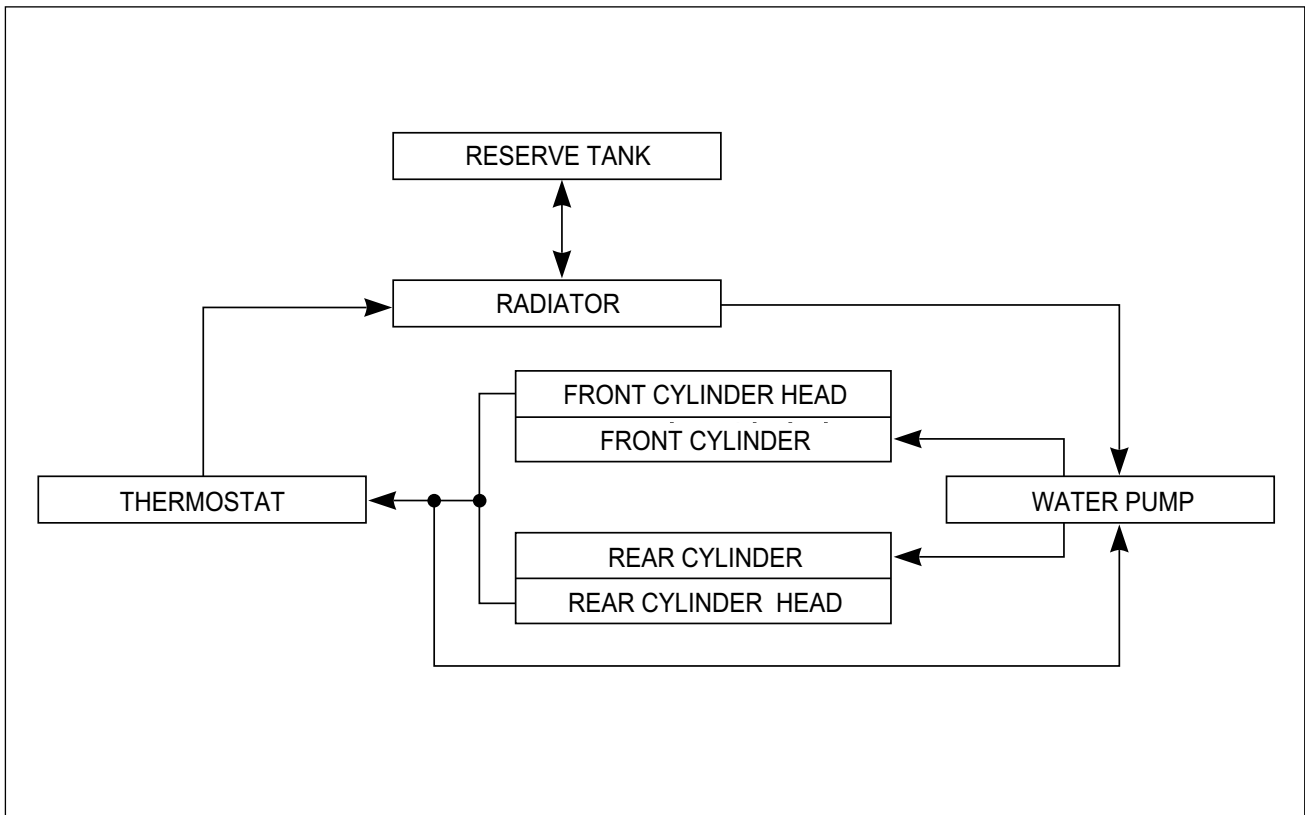 RESERVE TANK
RADIATOR
FRONT CYLINDER HEAD
FRONT CYLINDER
THERMOSTAT
WATER PUMP
REAR CYLINDER
REAR CYLINDER HEAD